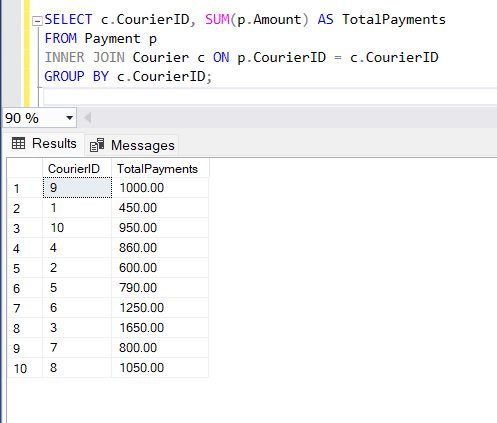 SELECT c.CourierID, SUM(p.Amount) AS TotalPayments
FROM Payment p
INNER JOIN Courier c ON p.CourierID = c.CourierID
GROUP BY c.CourierID;
90 %
Results Messages
CourierID TotalPayments
1 9 1000.00
2 1 450.00
3 10 950.00
4 4 860.00
5 2 600.00
6 5 790.00
7 6 1250.00
8 3 1650.00
9 7 800.00
10 8 1050.00